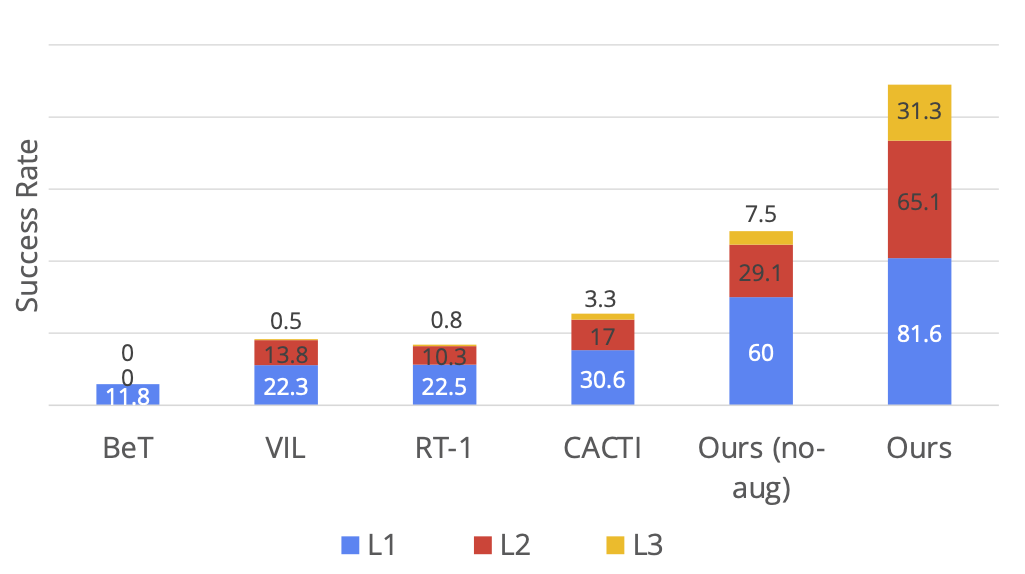 Success Rate
31.3
65.1
81.6
7.5
29.1
60
3.3
17
30.6
0.8
10.3
22.5
0.5
13.8
22.3
0
0
11.8
BeT
VIL
RT-1
CACTI
Ours (no-
aug)
Ours
L1
L2
L3